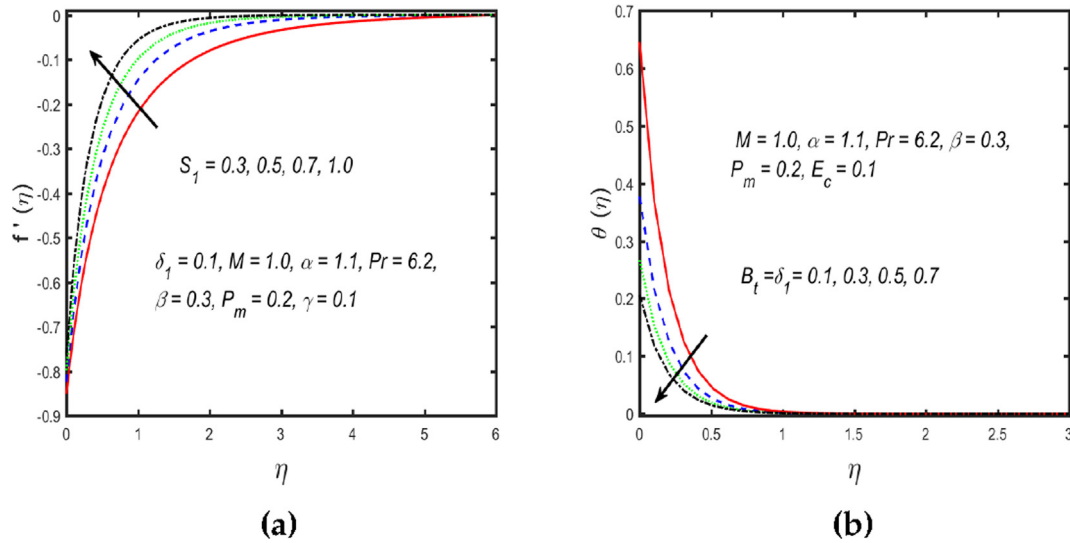 f ' (η)
0
-0.1
-0.2
-0.3
-0.4
-0.5
-0.6
-0.7
-0.8
-0.9
S₁ = 0.3, 0.5, 0.7, 1.0
δ₁ = 0.1, M = 1.0, α = 1.1, Pr = 6.2,
β = 0.3, Pₘ = 0.2, γ = 0.1
0 1 2 3 4 5 6
η
(a)
θ (η)
0.7
0.6
0.5
0.4
0.3
0.2
0.1
0
M = 1.0, α = 1.1, Pr = 6.2, β = 0.3,
Pₘ = 0.2, E_c = 0.1
Bₜ = δ₁ = 0.1, 0.3, 0.5, 0.7
0 0.5 1 1.5 2 2.5 3
η
(b)